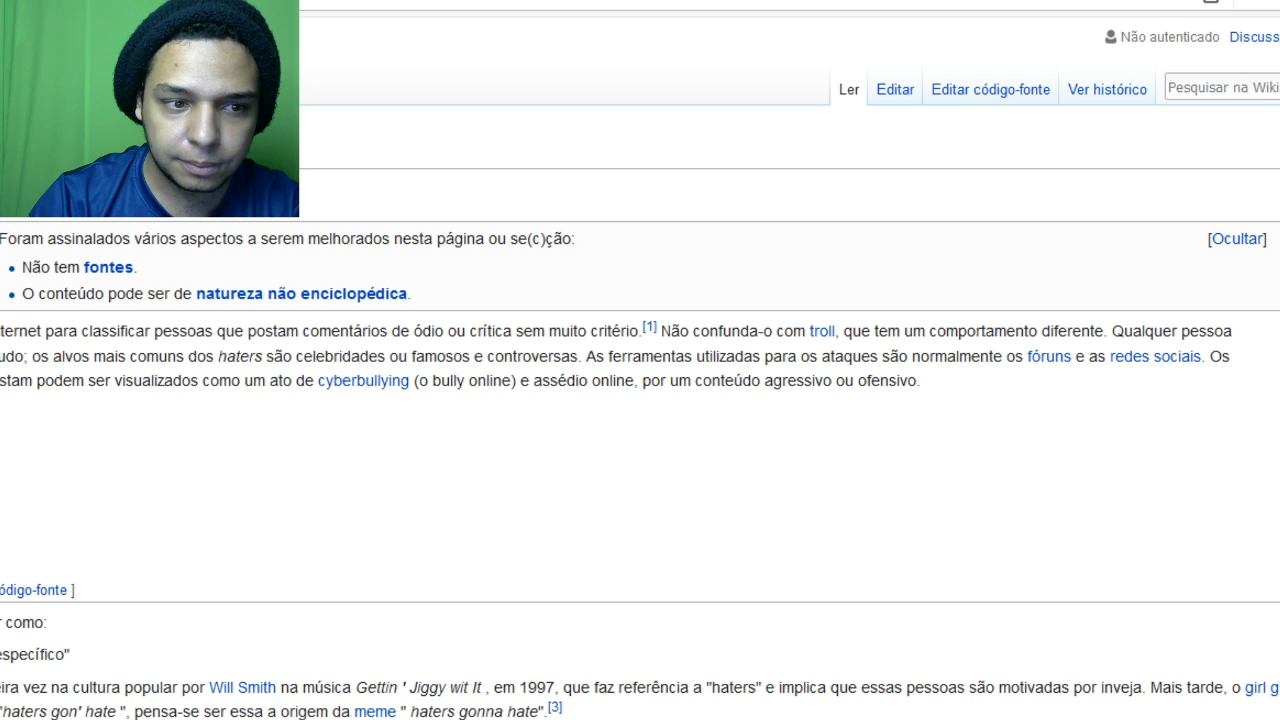 Não autenticado Discuss
Ler Editar Editar código-fonte Ver histórico Pesquisar na Wiki
Foram assinalados vários aspectos a serem melhorados nesta página ou se(c)ção: [Ocultar]
• Não tem fontes.
• O conteúdo pode ser de natureza não enciclopédica.
ternet para classificar pessoas que postam comentários de ódio ou crítica sem muito critério.[1] Não confunda-o com troll, que tem um comportamento diferente. Qualquer pessoa
udo; os alvos mais comuns dos haters são celebridades ou famosos e controversas. As ferramentas utilizadas para os ataques são normalmente os fóruns e as redes sociais. Os
stam podem ser visualizados como um ato de cyberbullying (o bully online) e assédio online, por um conteúdo agressivo ou ofensivo.
ódigo-fonte ]
r como:
específico"
eira vez na cultura popular por Will Smith na música Gettin ' Jiggy wit It , em 1997, que faz referência a "haters" e implica que essas pessoas são motivadas por inveja. Mais tarde, o girl g
"haters gon' hate ", pensa-se ser essa a origem da meme " haters gonna hate".[3]